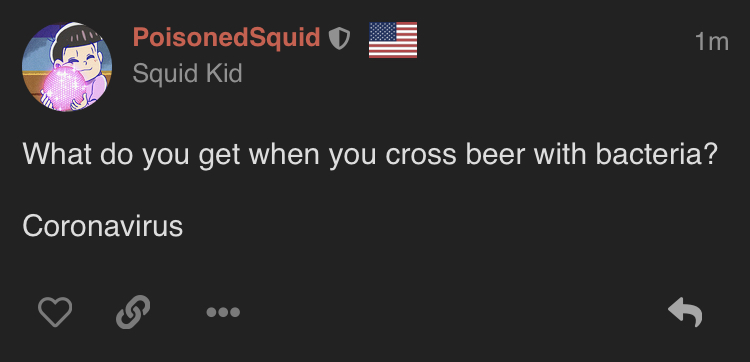 PoisonedSquid 1m
Squid Kid
What do you get when you cross beer with bacteria?
Coronavirus